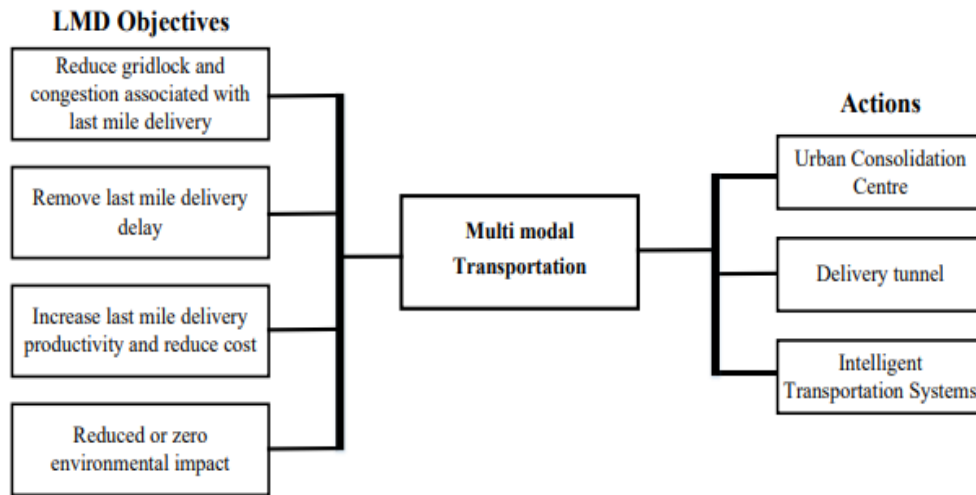 LMD Objectives
Reduce gridlock and
congestion associated with
last mile delivery
Remove last mile delivery
delay
Increase last mile delivery
productivity and reduce cost
Reduced or zero
environmental impact
Multi modal
Transportation
Actions
Urban Consolidation
Centre
Delivery tunnel
Intelligent
Transportation Systems